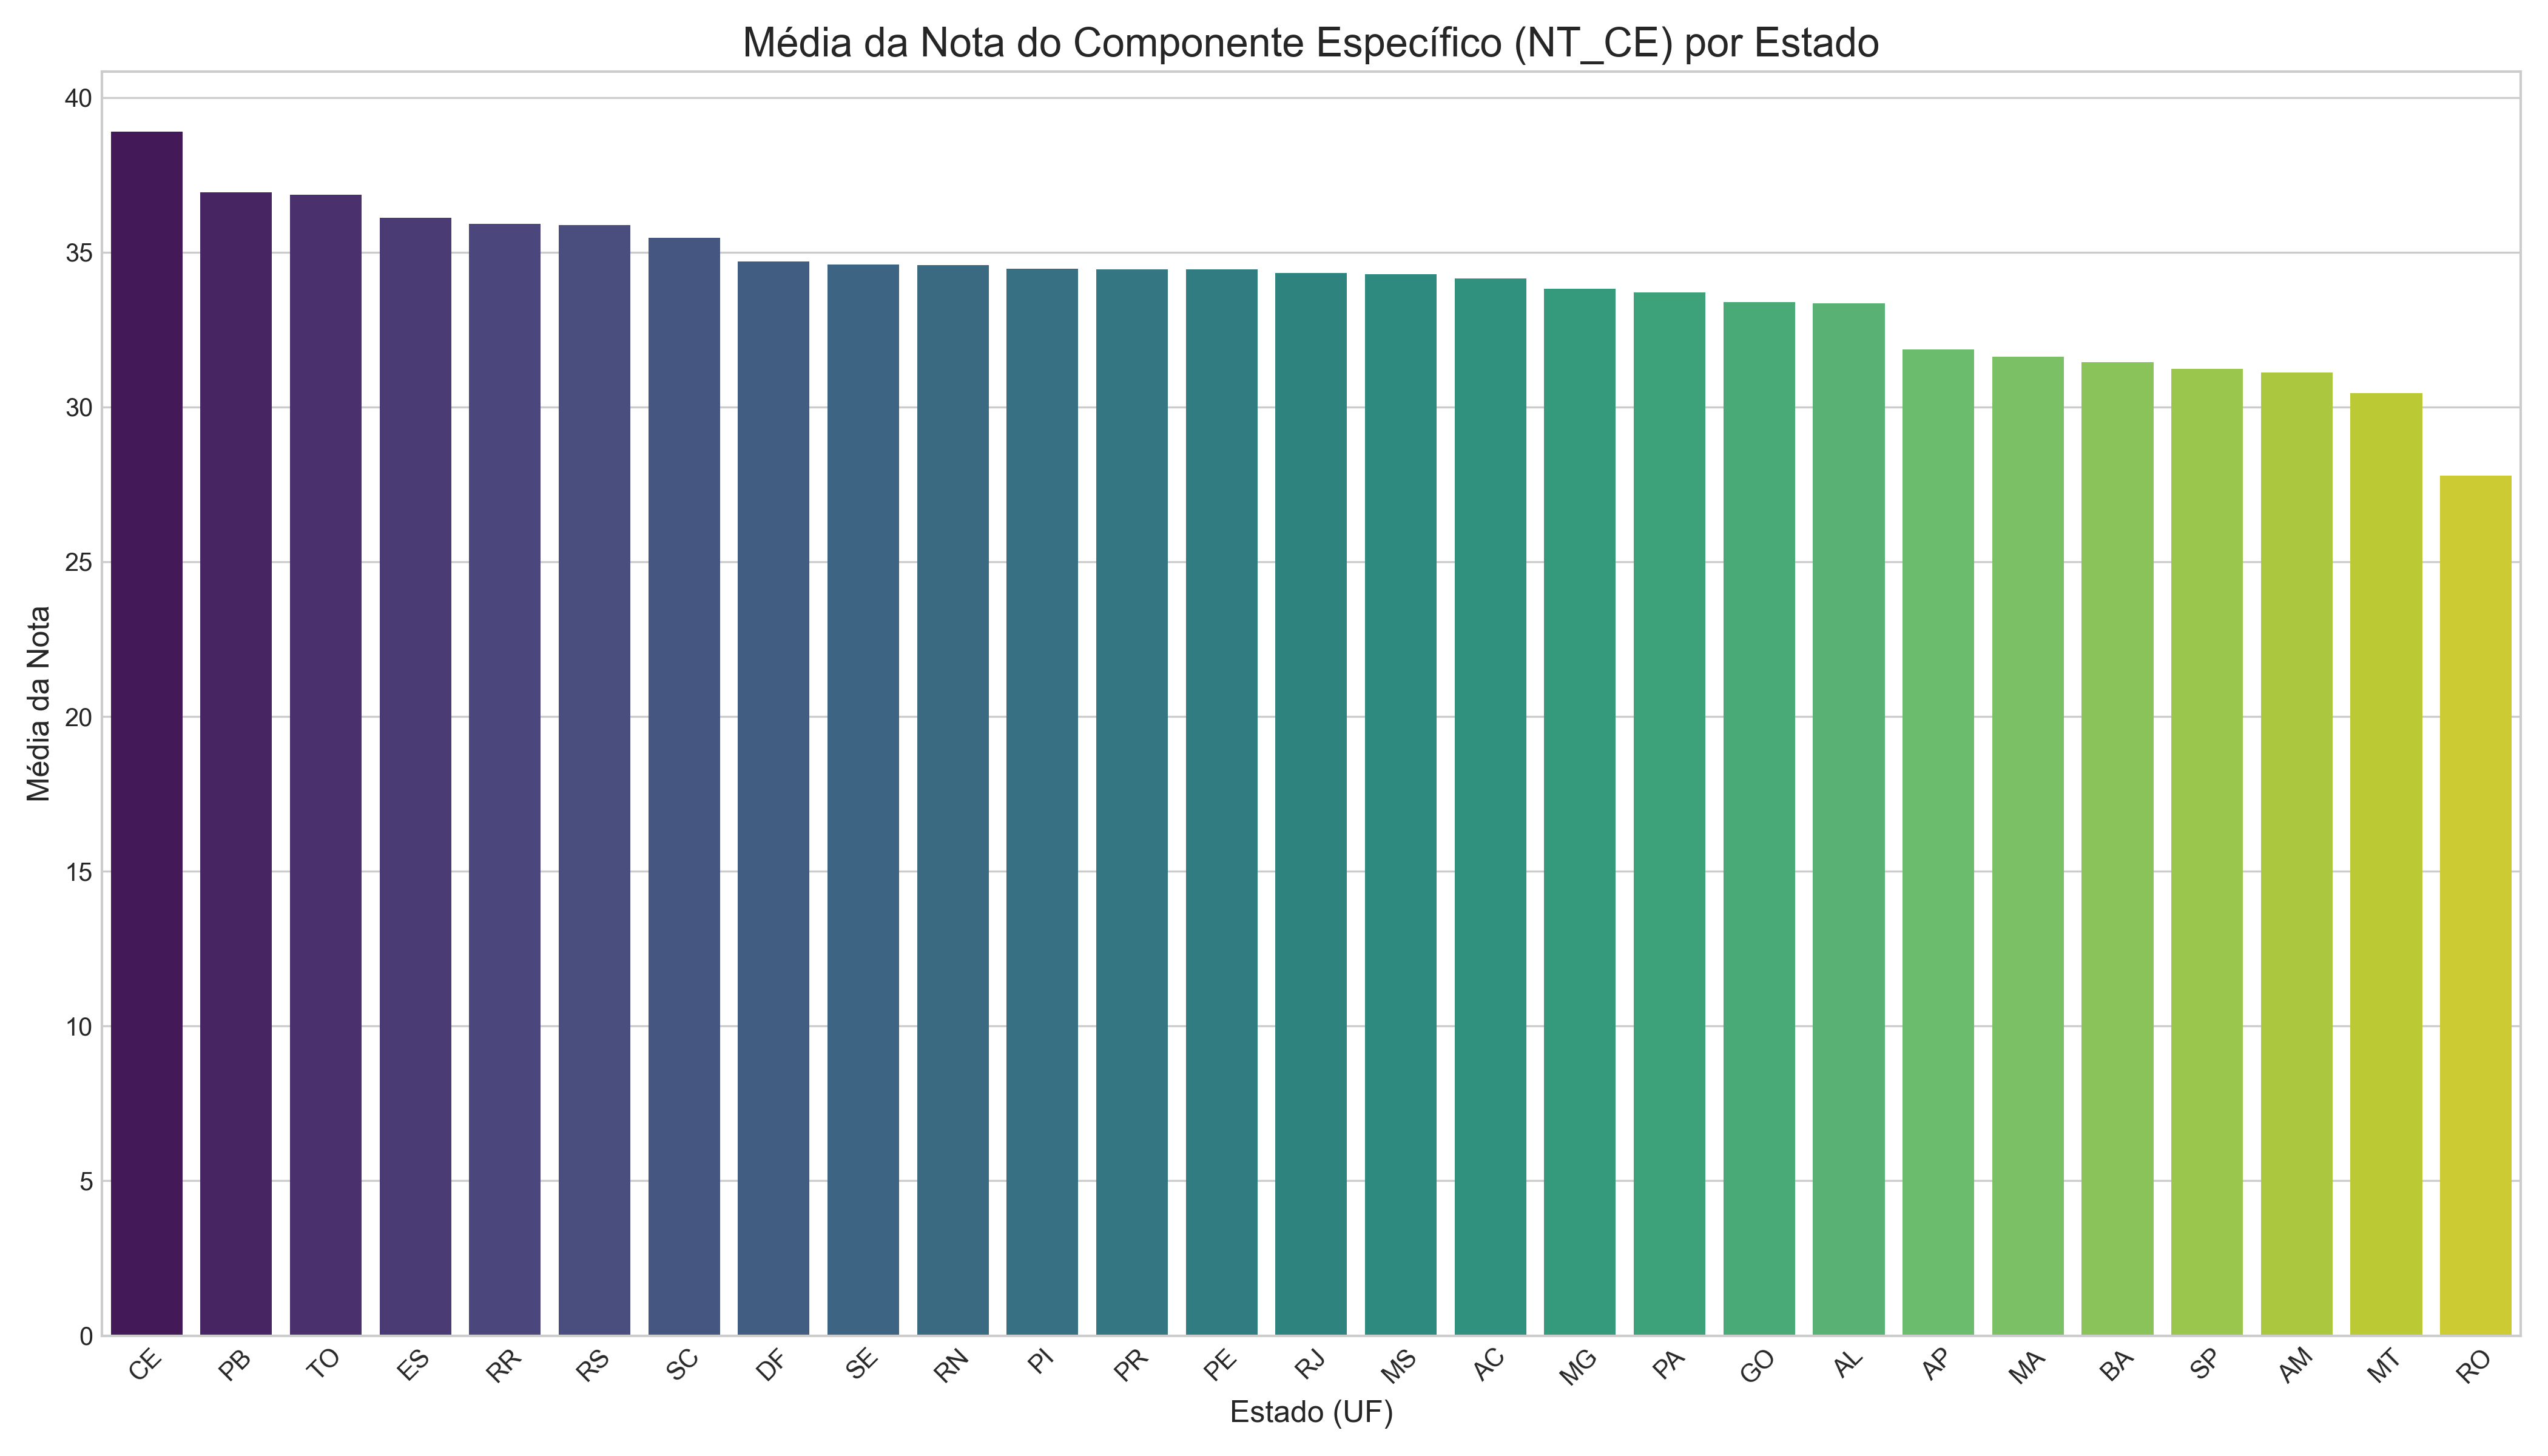 Média da Nota do Componente Específico (NT_CE) por Estado
Média da Nota
40
35
30
25
20
15
10
5
0
CE PB TO ES RR RS SC DF SE RN PI PR PE RJ MS AC MG PA GO AL AP MA BA SP AM MT RO
Estado (UF)